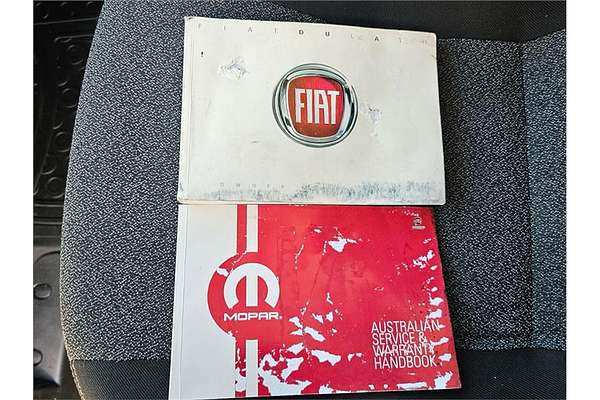 FIAT DUCATO
FIAT
MOPAR
AUSTRALIAN
SERVICE &
WARRANTY
HANDBOOK